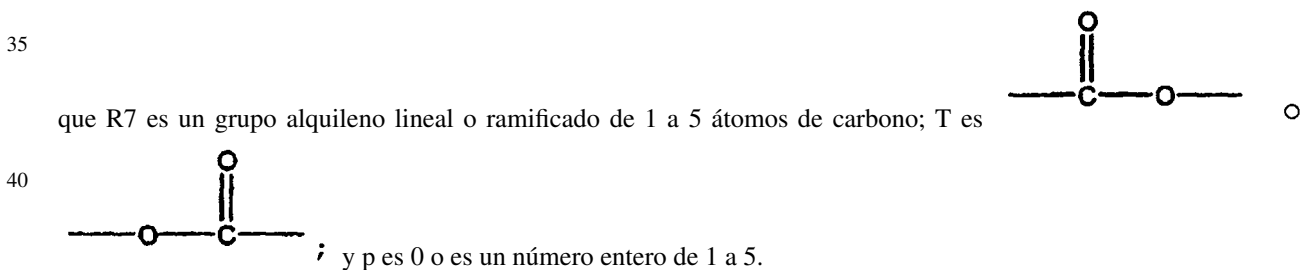 O
35
C O
que R7 es un grupo alquileno lineal o ramificado de 1 a 5 átomos de carbono; T es o
O
40
O C ; y p es 0 o es un número entero de 1 a 5.